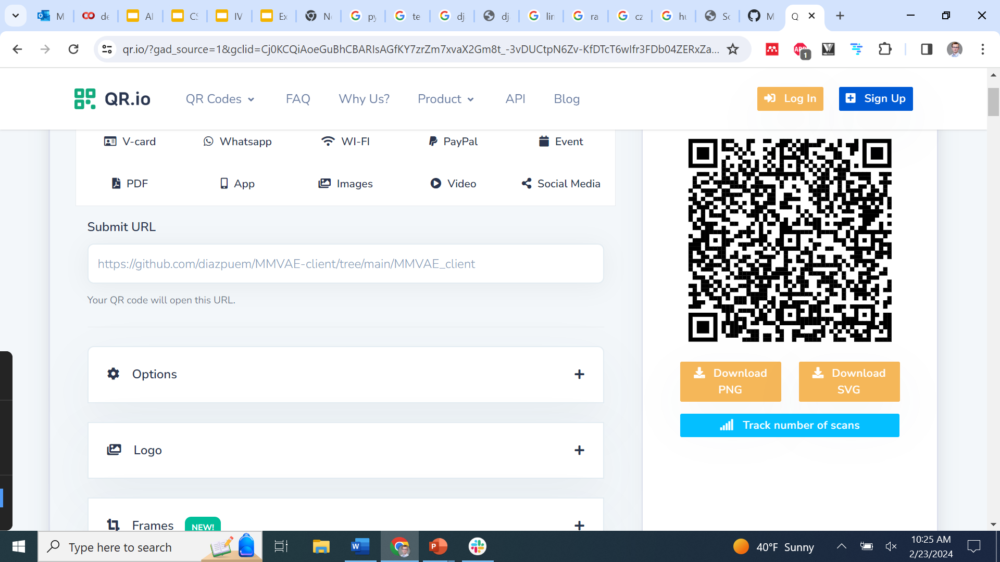 M
de
AI
CS
IV
Ex
Ne
py
te
dj
dj
lin
ra
cz
hu
Sc
M
Q
qr.io/?gad_source=1&gclid=Cj0KCQiAoeGuBhCBARIsAGfKY7zrZm7xvaX2Gm8t_-3vDUCtpN6Zv-KfDTcT6wIfr3FDb04ZERxZa...
1
QR.io
QR Codes
FAQ
Why Us?
Product
API
Blog
Log In
Sign Up
V-card
Whatsapp
WI-FI
PayPal
Event
PDF
App
Images
Video
Social Media
Submit URL
https://github.com/diazpuem/MMVAE-client/tree/main/MMVAE_client
Your QR code will open this URL.
Options
Logo
Frames
NEW!
Download
PNG
Download
SVG
Track number of scans
Type here to search
40°F Sunny
10:25 AM
2/23/2024